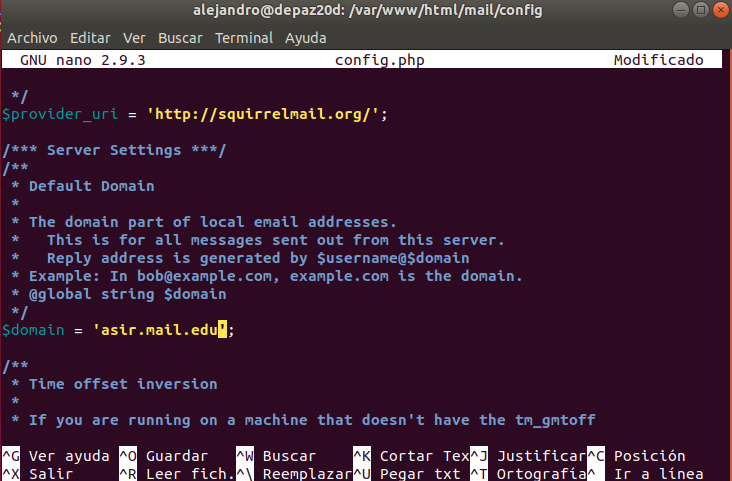 alejandro@depaz20d: /var/www/html/mail/config
Archivo Editar Ver Buscar Terminal Ayuda
GNU nano 2.9.3 config.php Modificado
*/
$provider_uri = 'http://squirrelmail.org/';
/*** Server Settings ***/
/**
* Default Domain
*
* The domain part of local email addresses.
* This is for all messages sent out from this server.
* Reply address is generated by $username@$domain
* Example: In bob@example.com, example.com is the domain.
* @global string $domain
*/
$domain = 'asir.mail.edu';
/**
* Time offset inversion
*
* If you are running on a machine that doesn't have the tm_gmtoff
^G Ver ayuda ^O Guardar ^W Buscar ^K Cortar Tex^J Justificar^C Posición
^X Salir ^R Leer fich.^\ Reemplazar^U Pegar txt ^T Ortografía^_ Ir a línea